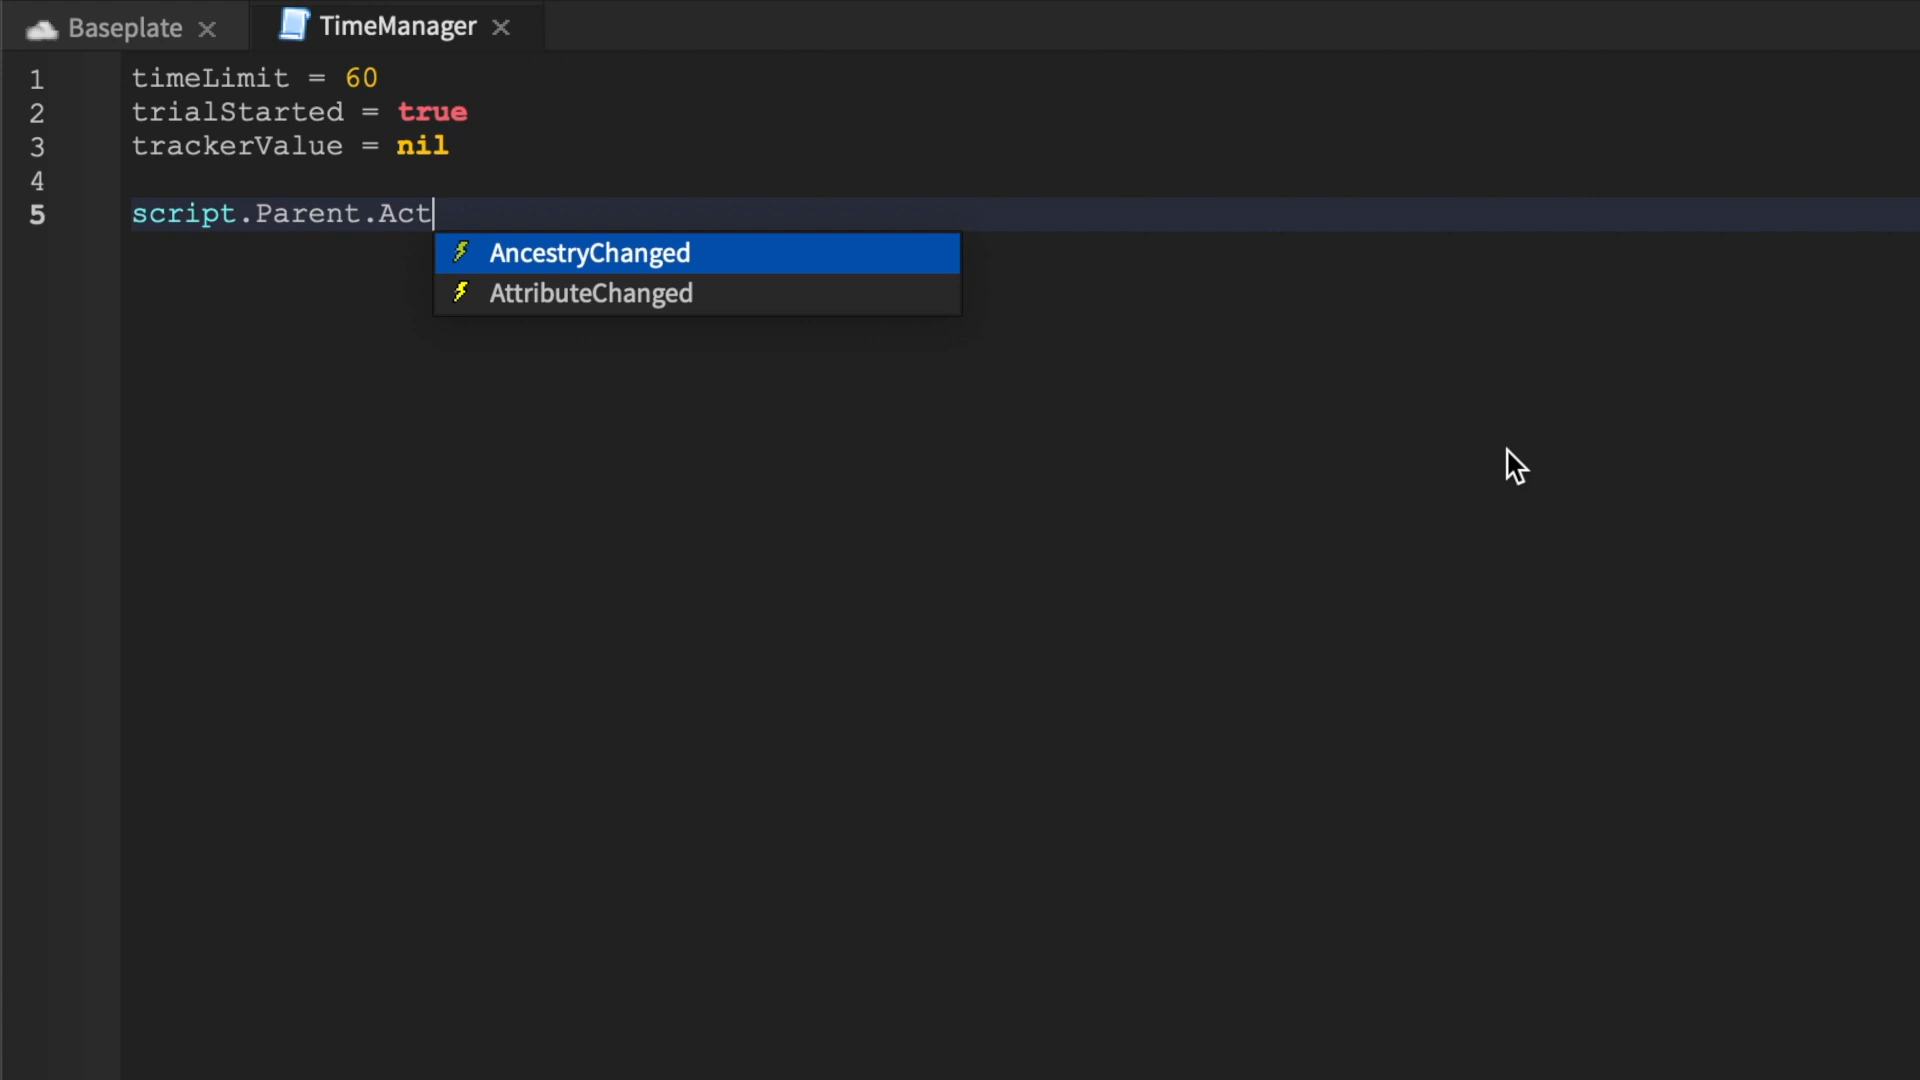 Baseplate TimeManager
1 timeLimit = 60
2 trialStarted = true
3 trackerValue = nil
4
5 script.Parent.Act
AncestryChanged
AttributeChanged